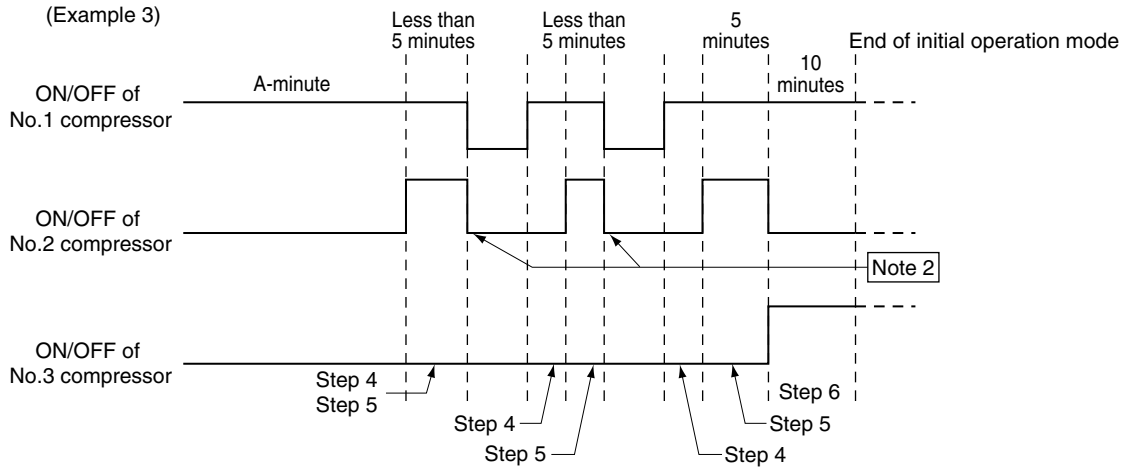 (Example 3)
Less than
5 minutes
Less than
5 minutes
5
minutes
End of initial operation mode
10
minutes
A-minute
ON/OFF of
No.1 compressor
ON/OFF of
No.2 compressor
Note 2
ON/OFF of
No.3 compressor
Step 4
Step 5
Step 6
Step 4
Step 5
Step 5
Step 4